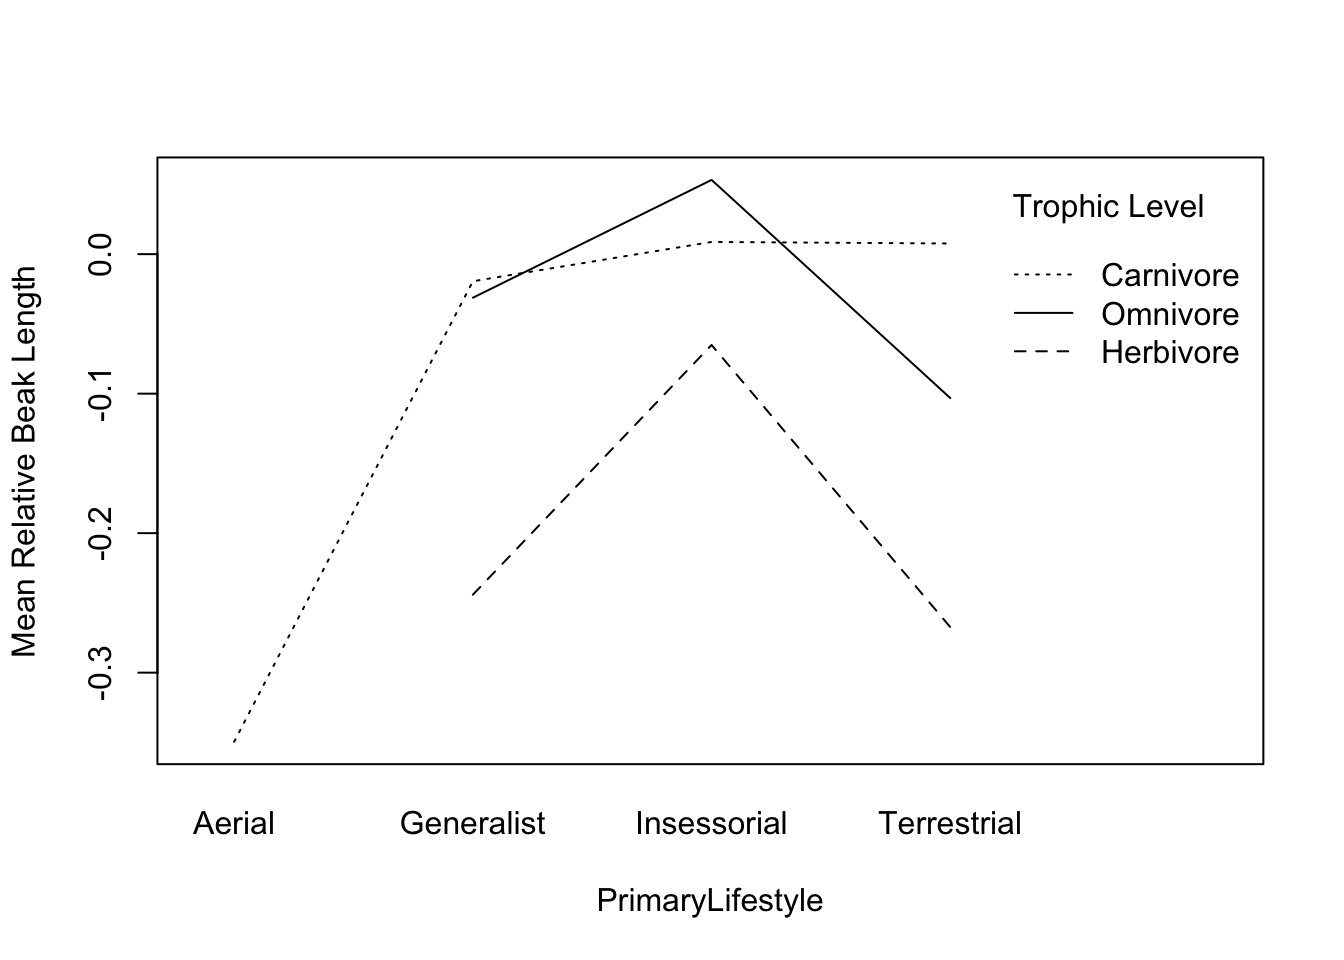 Trophic Level
Carnivore
Omnivore
Herbivore
Mean Relative Beak Length
0.0
-0.1
-0.2
-0.3
Aerial Generalist Insessorial Terrestrial
PrimaryLifestyle